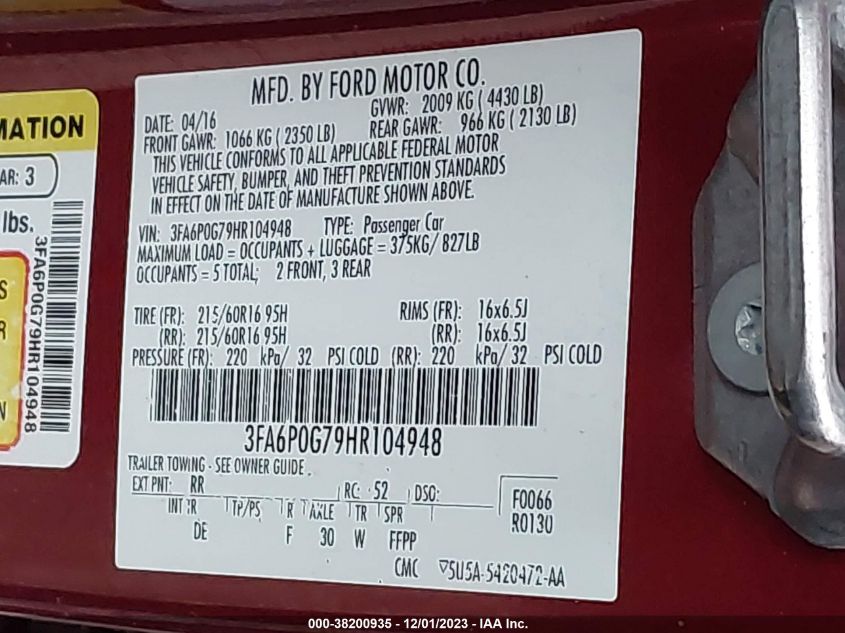 MATION
AR: 3
lbs.
3FA6P0G79HR104948
S
R
N
MFD. BY FORD MOTOR CO.
DATE: 04/16 GVWR: 2009 KG (4430 LB)
FRONT GAWR: 1066 KG (2350 LB) REAR GAWR: 966 KG (2130 LB)
THIS VEHICLE CONFORMS TO ALL APPLICABLE FEDERAL MOTOR
VEHICLE SAFETY, BUMPER, AND THEFT PREVENTION STANDARDS
IN EFFECT ON THE DATE OF MANUFACTURE SHOWN ABOVE.
VIN: 3FA6P0G79HR104948 TYPE: Passenger Car
MAXIMUM LOAD = OCCUPANTS + LUGGAGE = 375KG/ 827LB
OCCUPANTS = 5 TOTAL; 2 FRONT, 3 REAR
TIRE (FR): 215/60R16 95H RIMS (FR): 16x6.5J
(RR): 215/60R16 95H (RR): 16x6.5J
PRESSURE (FR): 220 kPa/ 32 PSI COLD (RR): 220 kPa/ 32 PSI COLD
3FA6P0G79HR104948
TRAILER TOWING - SEE OWNER GUIDE.
EXT PNT: RR RC: 52 DSO: F0066
INT TR TP/PS R AXLE TR SPR R0130
DE F 30 W FFPP
CMC 5U5A-5420472-AA
000-38200935 - 12/01/2023 - IAA Inc.